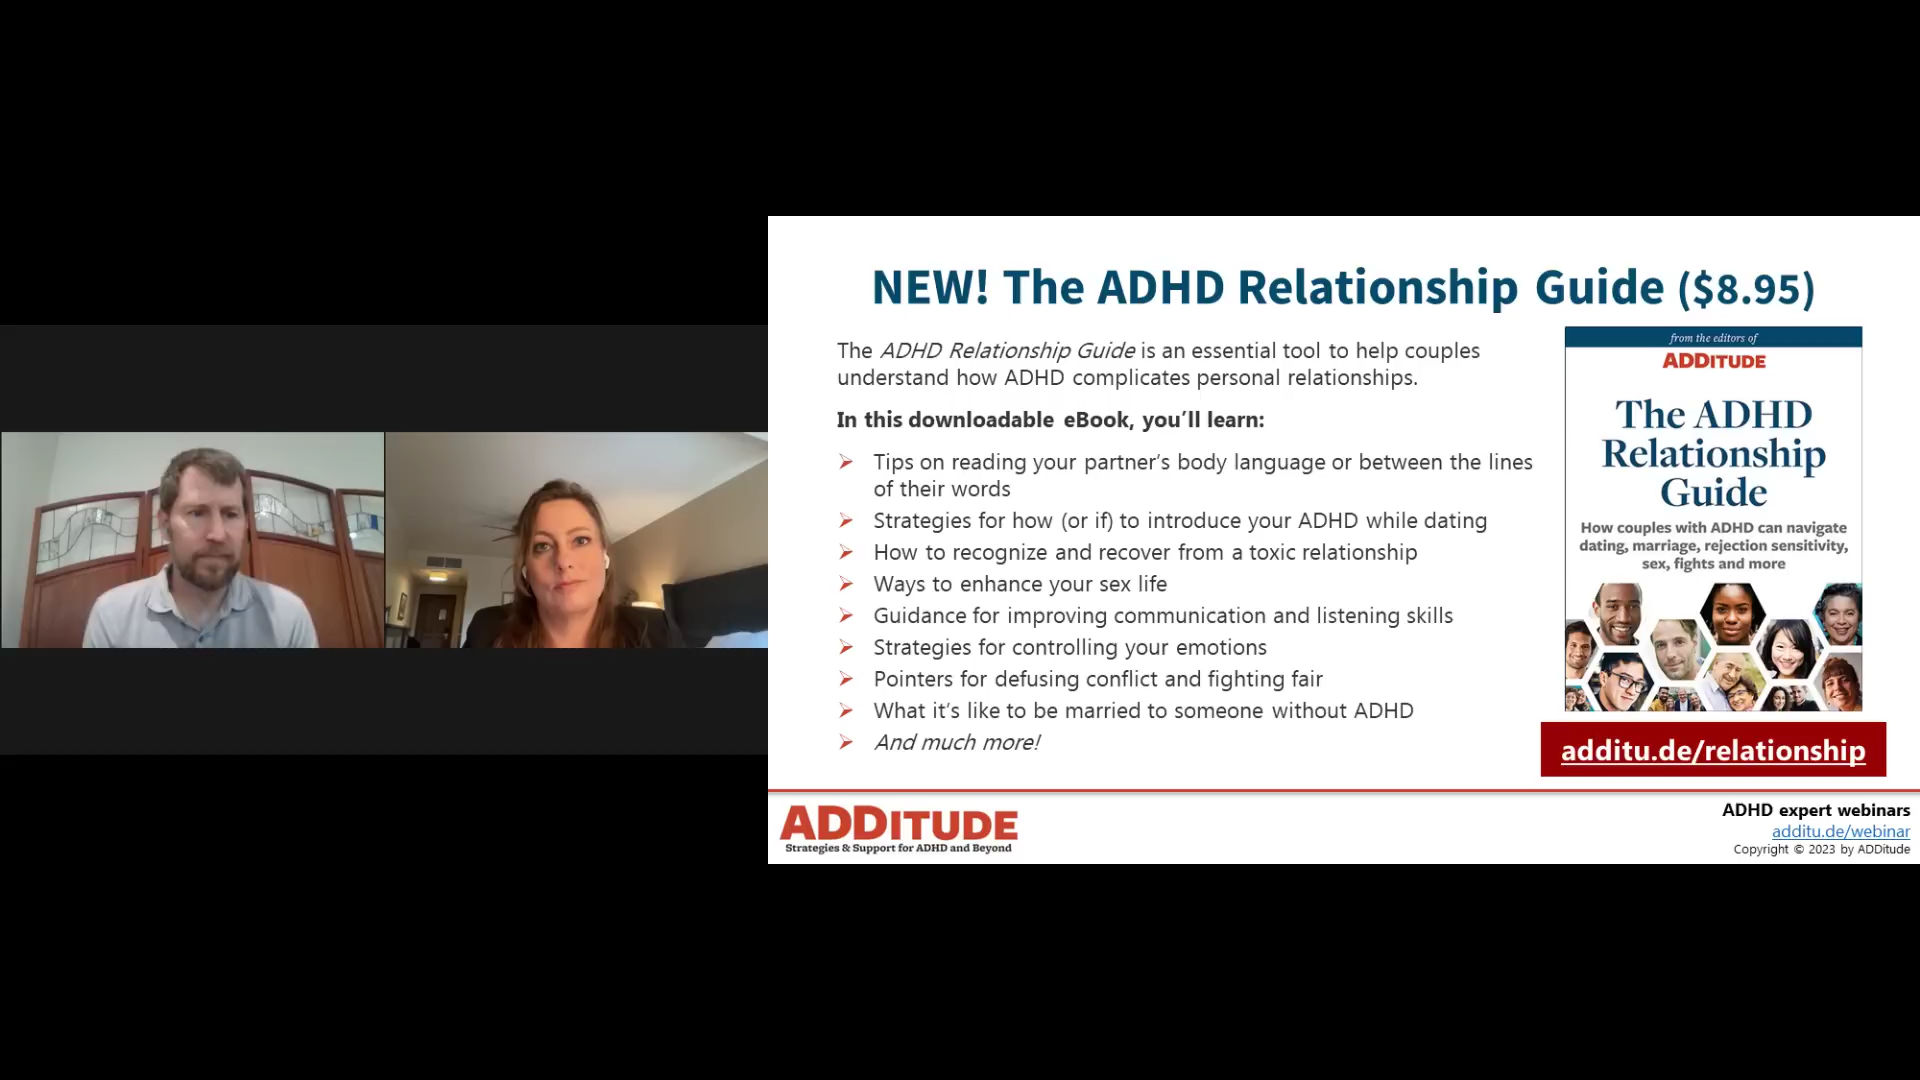 NEW! The ADHD Relationship Guide ($8.95)
The ADHD Relationship Guide is an essential tool to help couples
understand how ADHD complicates personal relationships.
In this downloadable eBook, you’ll learn:
➢ Tips on reading your partner’s body language or between the lines
of their words
➢ Strategies for how (or if) to introduce your ADHD while dating
➢ How to recognize and recover from a toxic relationship
➢ Ways to enhance your sex life
➢ Guidance for improving communication and listening skills
➢ Strategies for controlling your emotions
➢ Pointers for defusing conflict and fighting fair
➢ What it’s like to be married to someone without ADHD
➢ And much more!
from the editors of
ADDITUDE
The ADHD
Relationship
Guide
How couples with ADHD can navigate
dating, marriage, rejection sensitivity,
sex, fights and more
additu.de/relationship
ADDITUDE
Strategies & Support for ADHD and Beyond
ADHD expert webinars
additu.de/webinar
Copyright © 2023 by ADDitude